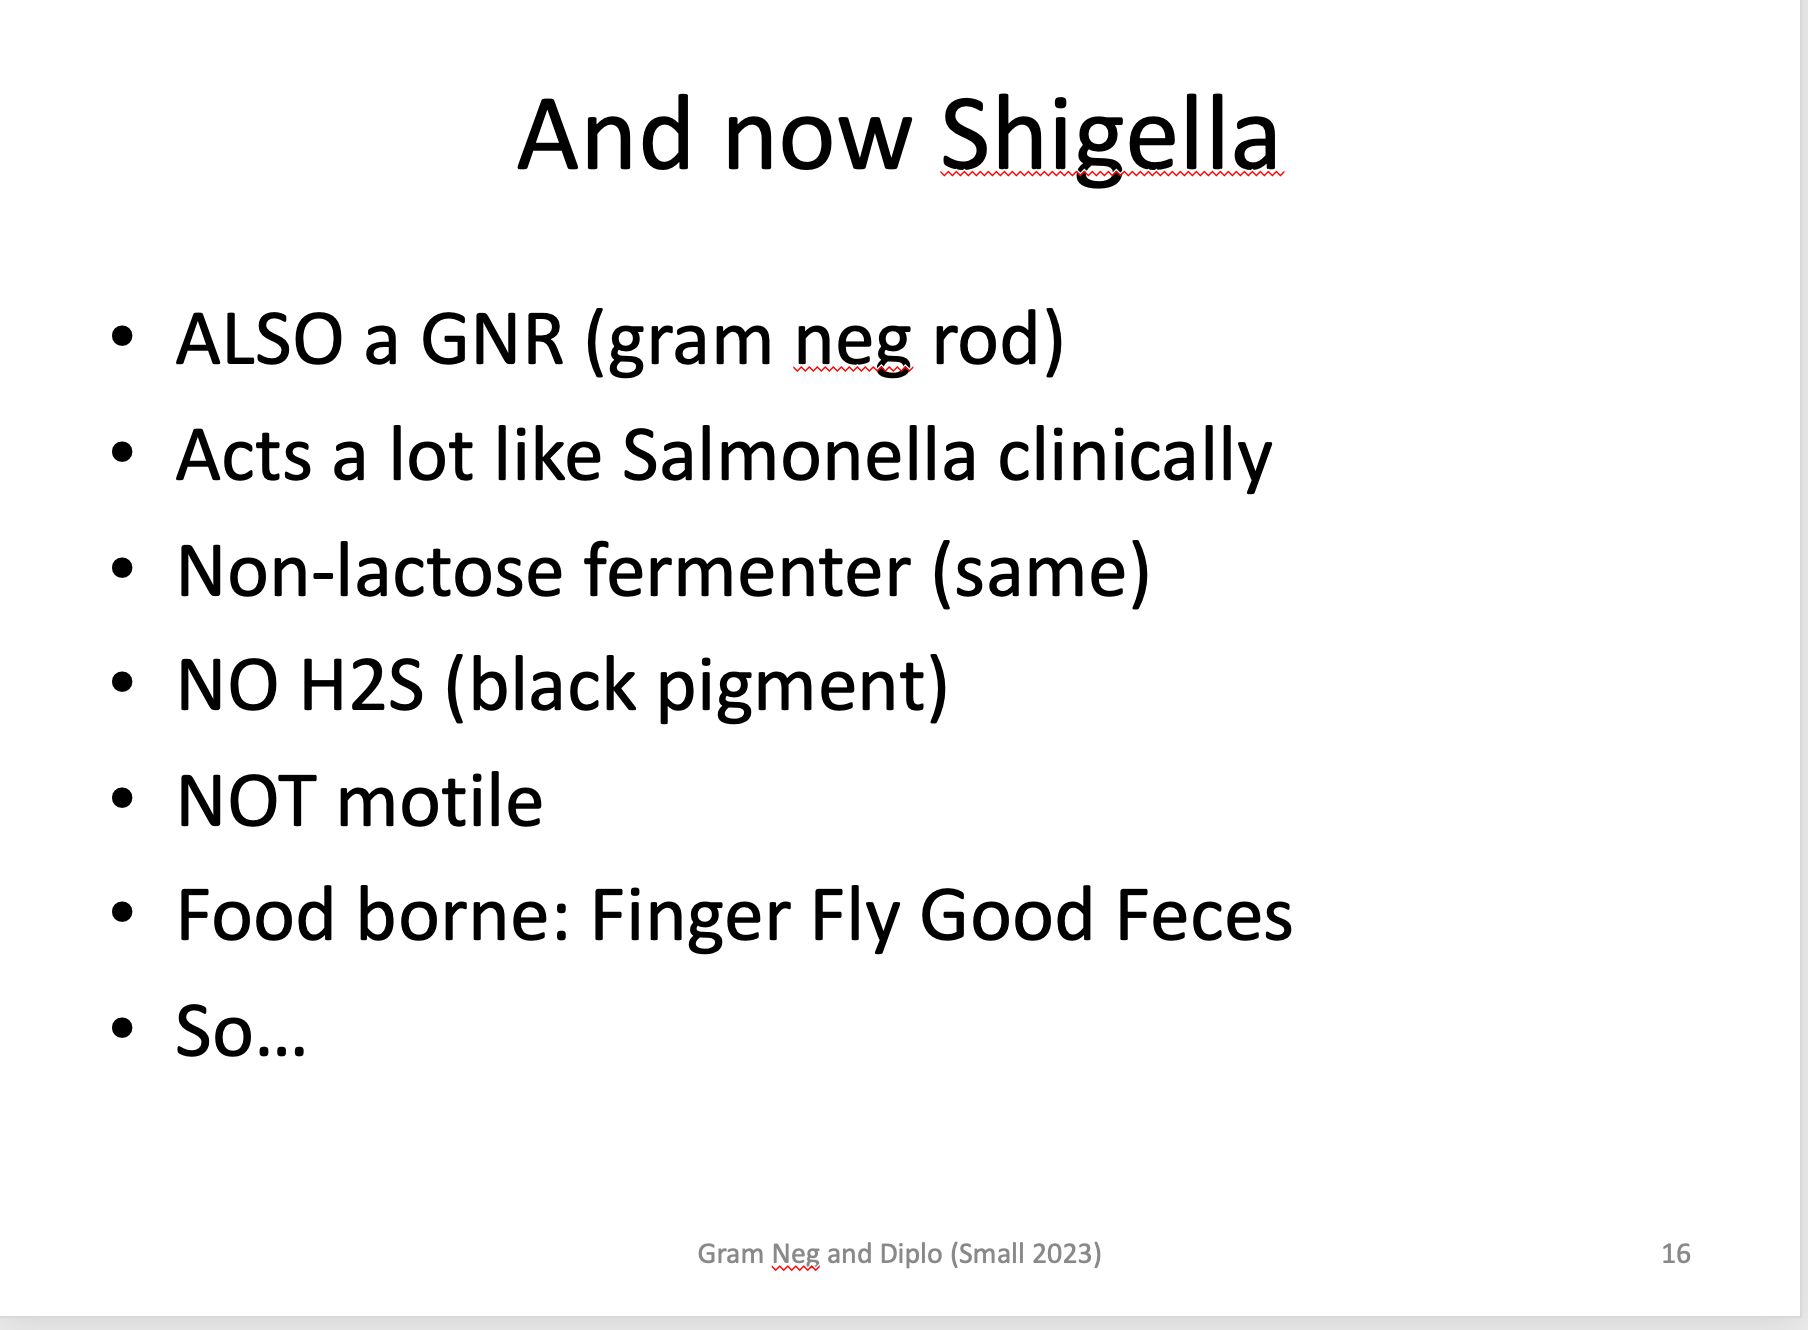 And now Shigella
• ALSO a GNR (gram neg rod)
• Acts a lot like Salmonella clinically
• Non-lactose fermenter (same)
• NO H2S (black pigment)
• NOT motile
• Food borne: Finger Fly Good Feces
• So...
Gram Neg and Diplo (Small 2023)
16